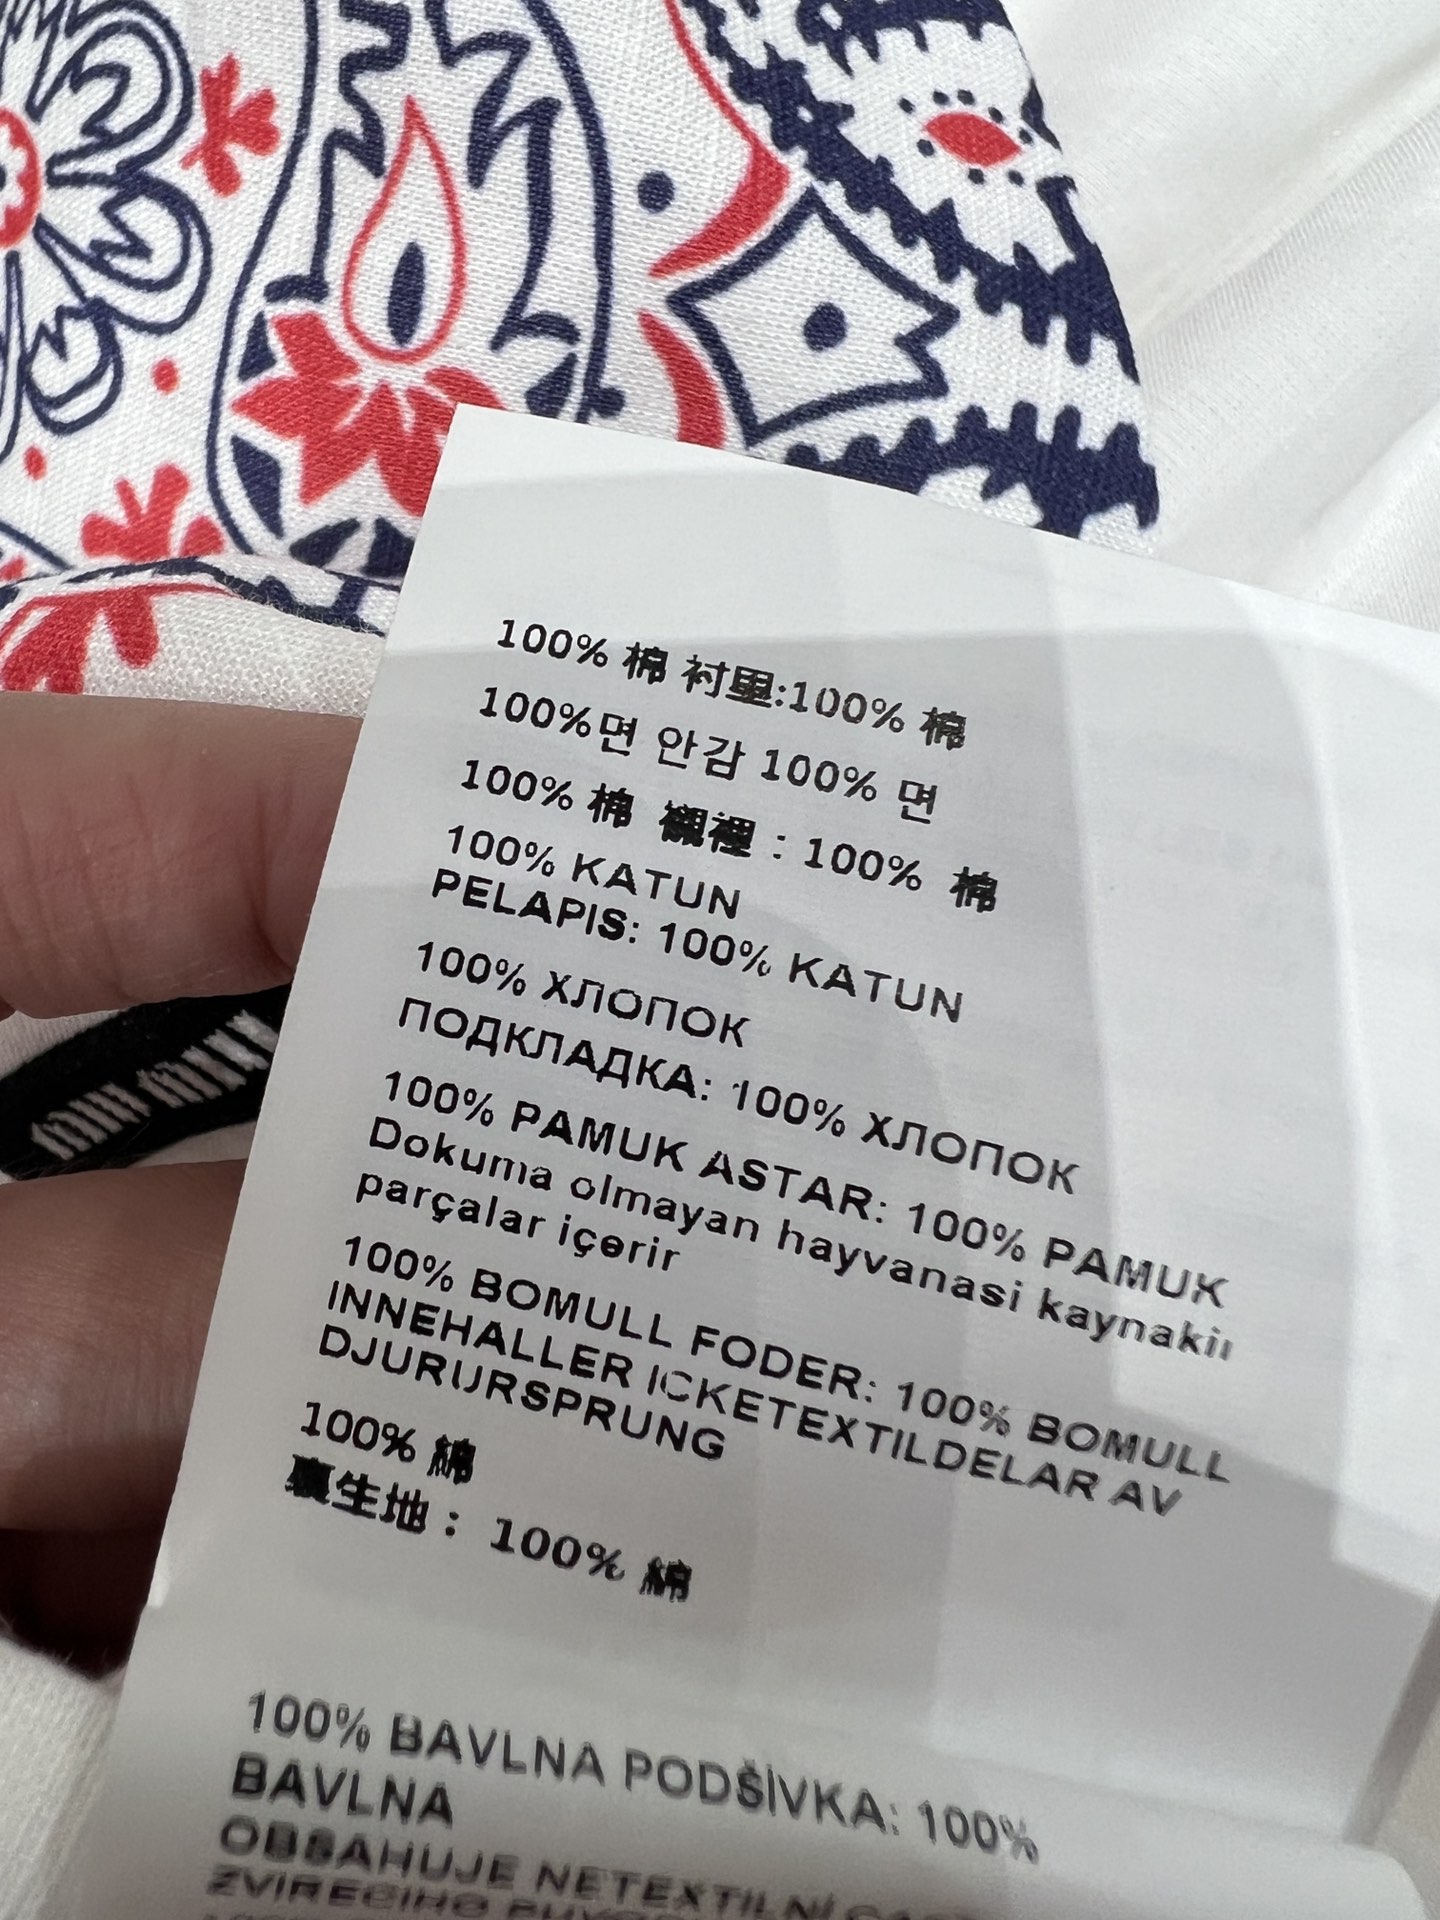 100% 棉 衬里:100% 棉
100%면 안감 100% 면
100% 棉 襯裡：100% 棉
100% KATUN
PELAPIS: 100% KATUN
100% ХЛОПОК
ПОДКЛАДКА: 100% ХЛОПОК
100% PAMUK ASTAR: 100% PAMUK
Dokuma olmayan hayvanasi kaynakiı
parçalar içerir
100% BOMULL FODER: 100% BOMULL
INNEHALLER ICKETEXTILDELAR AV
DJURURSPRUNG
100% 綿
裏生地： 100% 綿
100% BAVLNA PODŠÍVKA: 100%
BAVLNA
OBSAHUJE NETEXTILNÍ